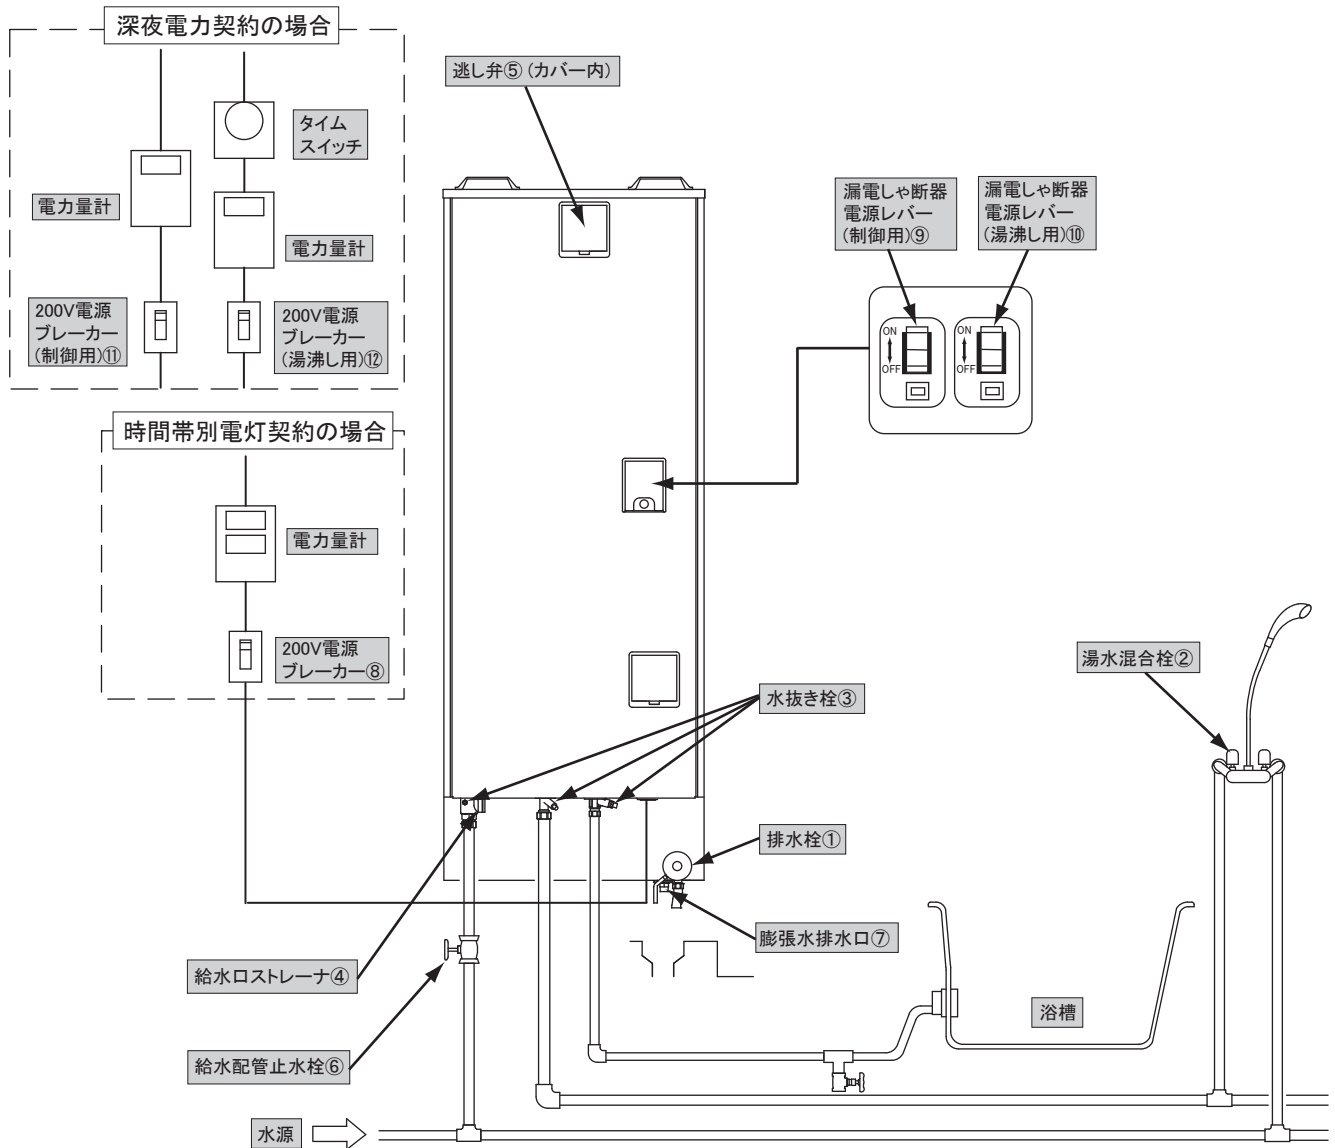 深夜電力契約の場合
電力量計
タイム
スイッチ
電力量計
200V電源
ブレーカー
(制御用)⑪
200V電源
ブレーカー
(湯沸し用)⑫
時間帯別電灯契約の場合
電力量計
200V電源
ブレーカー⑧
逃し弁⑤(カバー内)
漏電しゃ断器
電源レバー
(制御用)⑨
漏電しゃ断器
電源レバー
(湯沸し用)⑩
ON
OFF
ON
OFF
湯水混合栓②
水抜き栓③
排水栓①
膨張水排水口⑦
給水口ストレーナ④
給水配管止水栓⑥
浴槽
水源